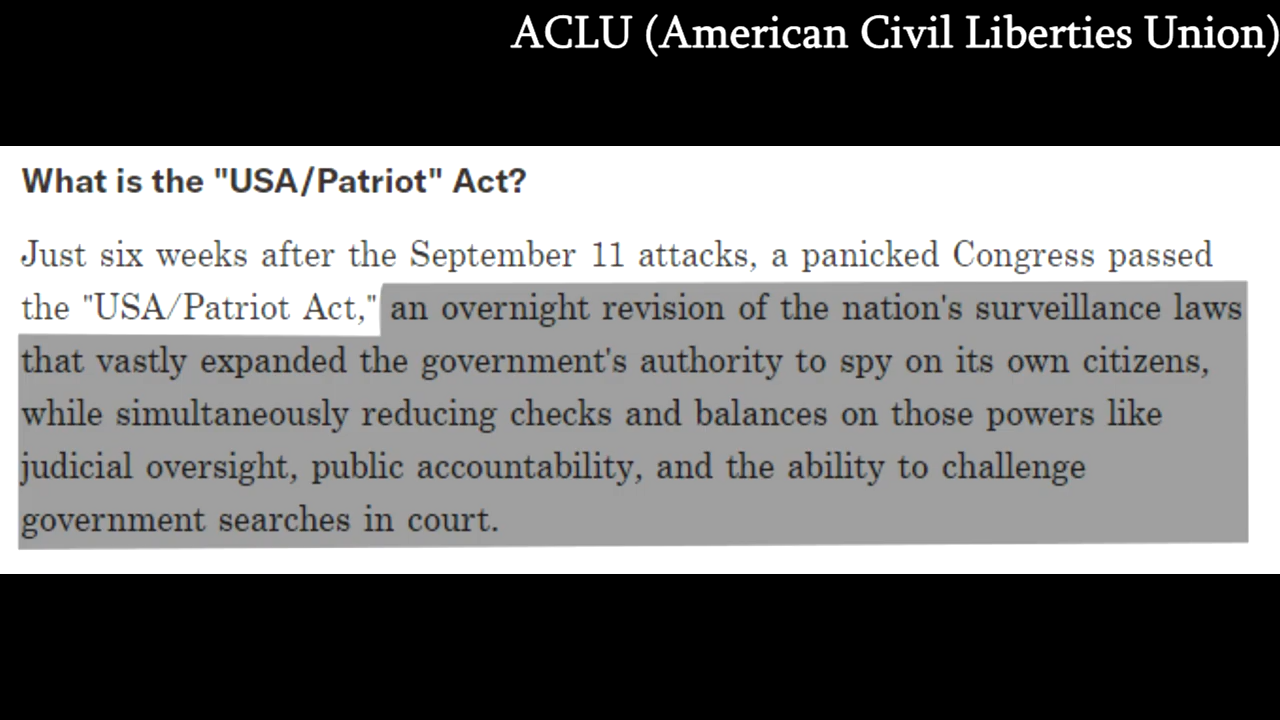 ACLU (American Civil Liberties Union)
What is the "USA/Patriot" Act?
Just six weeks after the September 11 attacks, a panicked Congress passed
the "USA/Patriot Act," an overnight revision of the nation's surveillance laws
that vastly expanded the government's authority to spy on its own citizens,
while simultaneously reducing checks and balances on those powers like
judicial oversight, public accountability, and the ability to challenge
government searches in court.